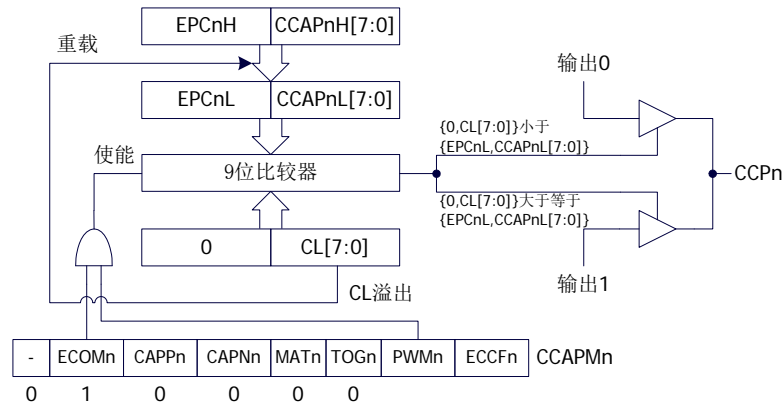 EPCnH CCAPnH[7:0]
重载
输出0
EPCnL CCAPnL[7:0]
{0,CL[7:0]}小于
{EPCnL,CCAPnL[7:0]}
使能
9位比较器
CCPn
{0,CL[7:0]}大于等于
{EPCnL,CCAPnL[7:0]}
0 CL[7:0]
输出1
CL溢出
- ECOMn CAPPn CAPNn MATn TOGn PWMn ECCFn CCAPMn
0 1 0 0 0 0